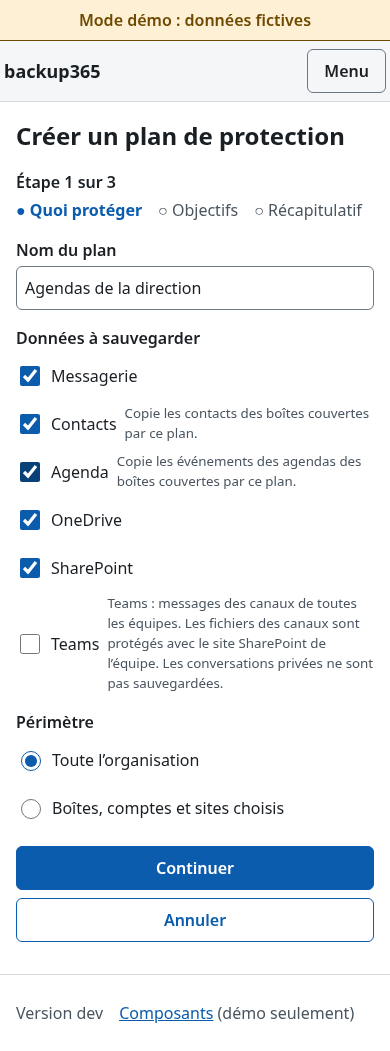 Mode démo : données fictives
backup365
Menu
Créer un plan de protection
Étape 1 sur 3
● Quoi protéger ○ Objectifs ○ Récapitulatif
Nom du plan
Agendas de la direction
Données à sauvegarder
Messagerie
Contacts
Copie les contacts des boîtes couvertes
par ce plan.
Agenda
Copie les événements des agendas des
boîtes couvertes par ce plan.
OneDrive
SharePoint
Teams
Teams : messages des canaux de toutes
les équipes. Les fichiers des canaux sont
protégés avec le site SharePoint de
l’équipe. Les conversations privées ne sont
pas sauvegardées.
Périmètre
Toute l’organisation
Boîtes, comptes et sites choisis
Continuer
Annuler
Version dev Composants (démo seulement)